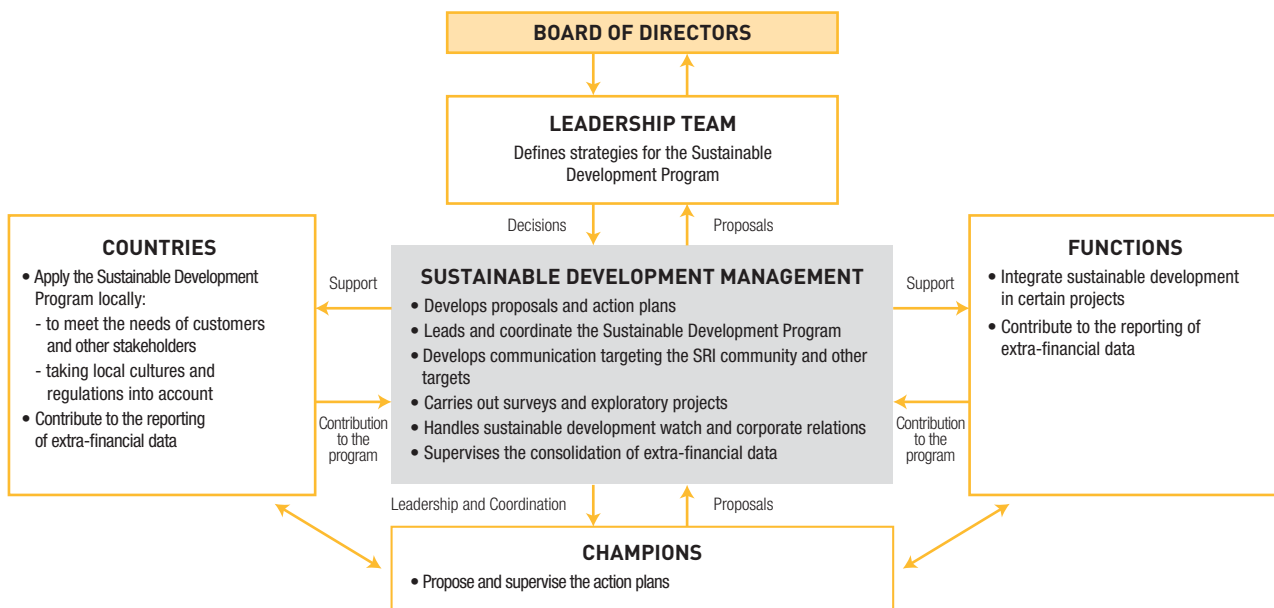 BOARD OF DIRECTORS
LEADERSHIP TEAM
Defines strategies for the Sustainable
Development Program
Decisions
Proposals
COUNTRIES
• Apply the Sustainable Development
Program locally:
- to meet the needs of customers
and other stakeholders
- taking local cultures and
regulations into account
• Contribute to the reporting
of extra-financial data
Support
Contribution
to the
program
SUSTAINABLE DEVELOPMENT MANAGEMENT
• Develops proposals and action plans
• Leads and coordinate the Sustainable Development Program
• Develops communication targeting the SRI community and other
targets
• Carries out surveys and exploratory projects
• Handles sustainable development watch and corporate relations
• Supervises the consolidation of extra-financial data
Support
Contribution
to the
program
FUNCTIONS
• Integrate sustainable development
in certain projects
• Contribute to the reporting of
extra-financial data
Leadership and Coordination
Proposals
CHAMPIONS
• Propose and supervise the action plans